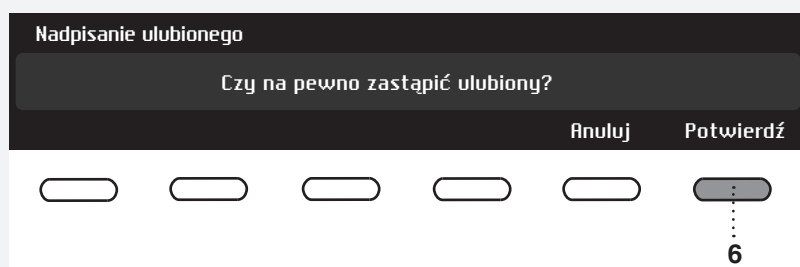 Nadpisanie ulubionego
Czy na pewno zastąpić ulubiony?
Anuluj Potwierdź
6